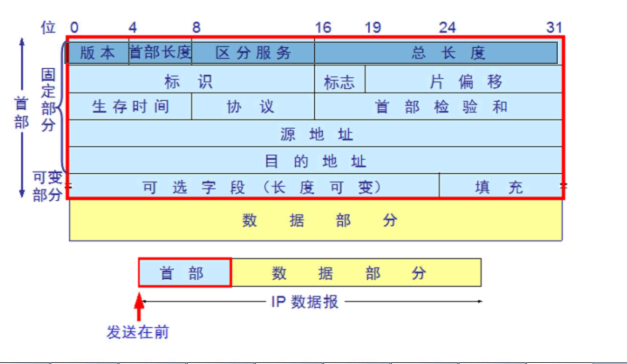 位 0 4 8 16 19 24 31
版本 首部长度 区分服务 总长度
标识 标志 片偏移
生存时间 协议 首部检验和
源地址
目的地址
可选字段（长度可变） 填充
数据部分
首部
固定部分
可变部分
首部 数据部分
IP 数据报
发送在前